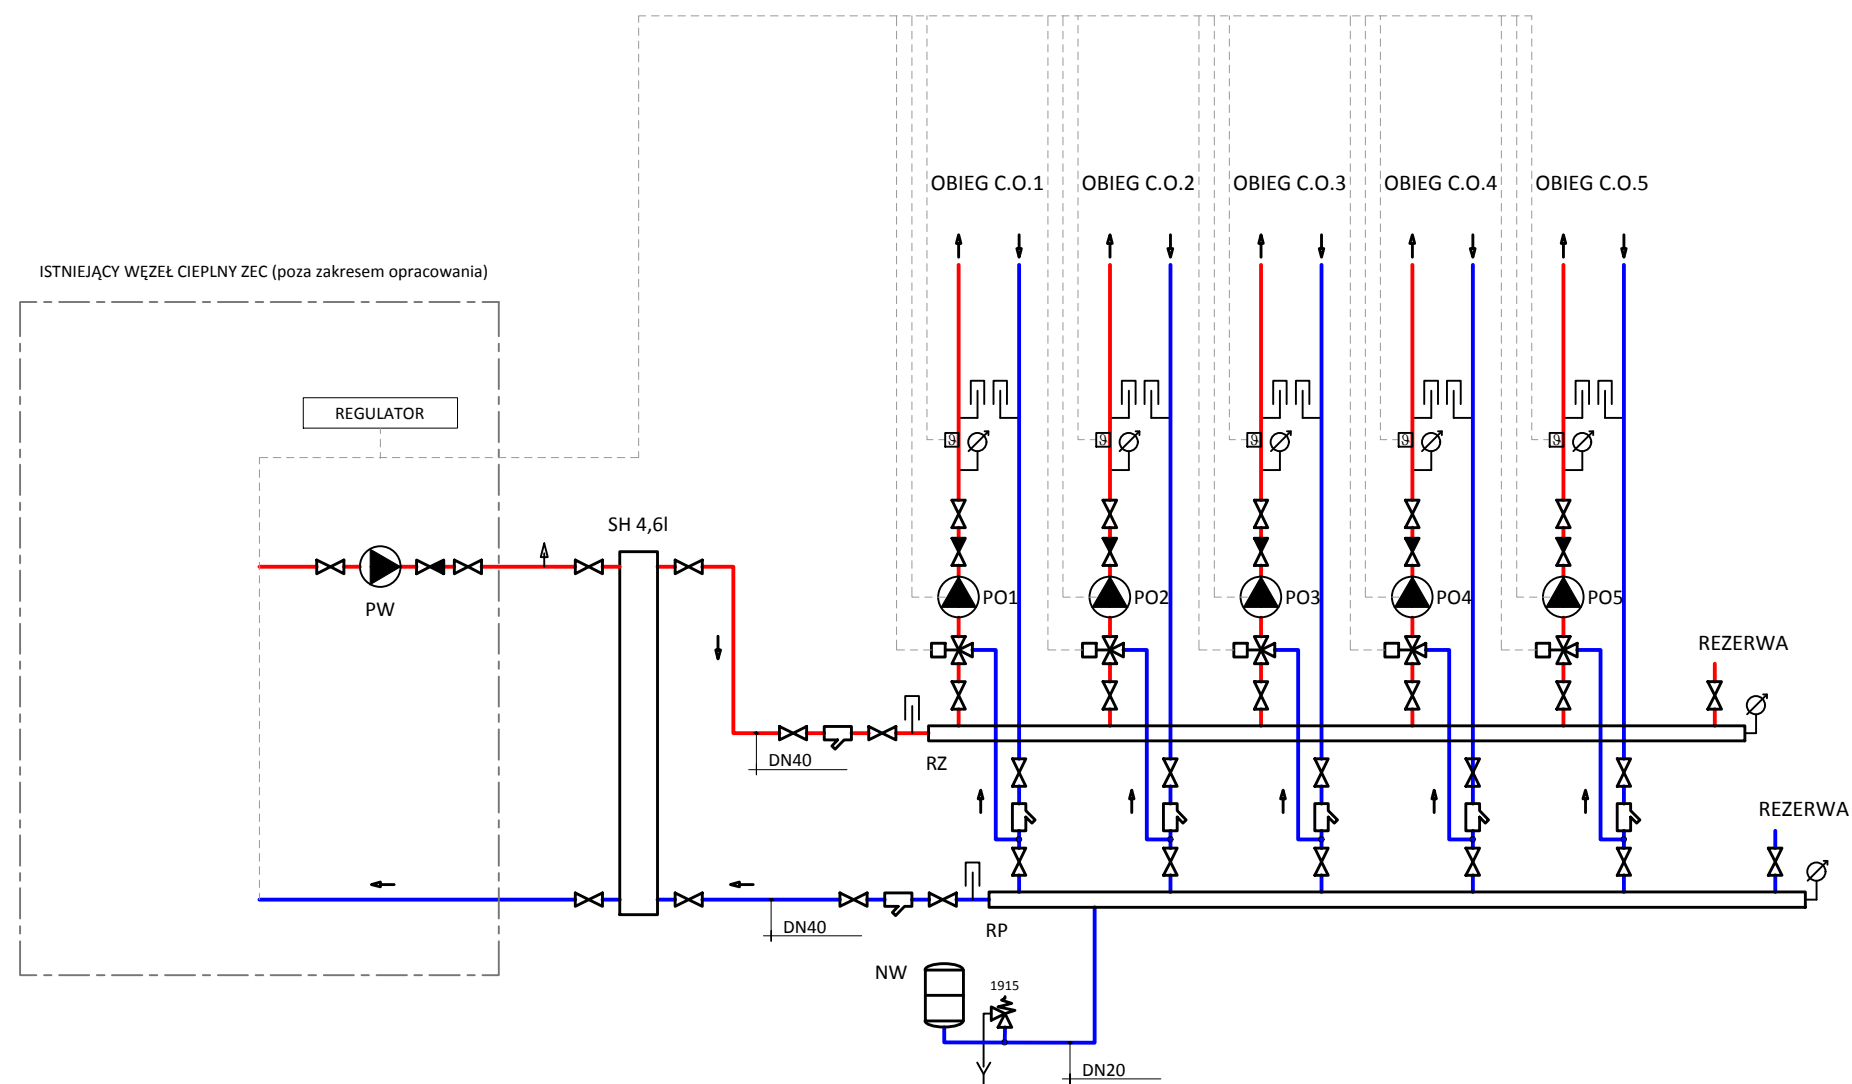 OBIEG C.O.1
OBIEG C.O.2
OBIEG C.O.3
OBIEG C.O.4
OBIEG C.O.5
ISTNIEJĄCY WĘZEŁ CIEPLNY ZEC (poza zakresem opracowania)
REGULATOR
ϑ
ϑ
ϑ
ϑ
ϑ
SH 4,6l
PW
PO1
PO2
PO3
PO4
PO5
REZERWA
DN40
RZ
REZERWA
DN40
RP
NW
1915
DN20